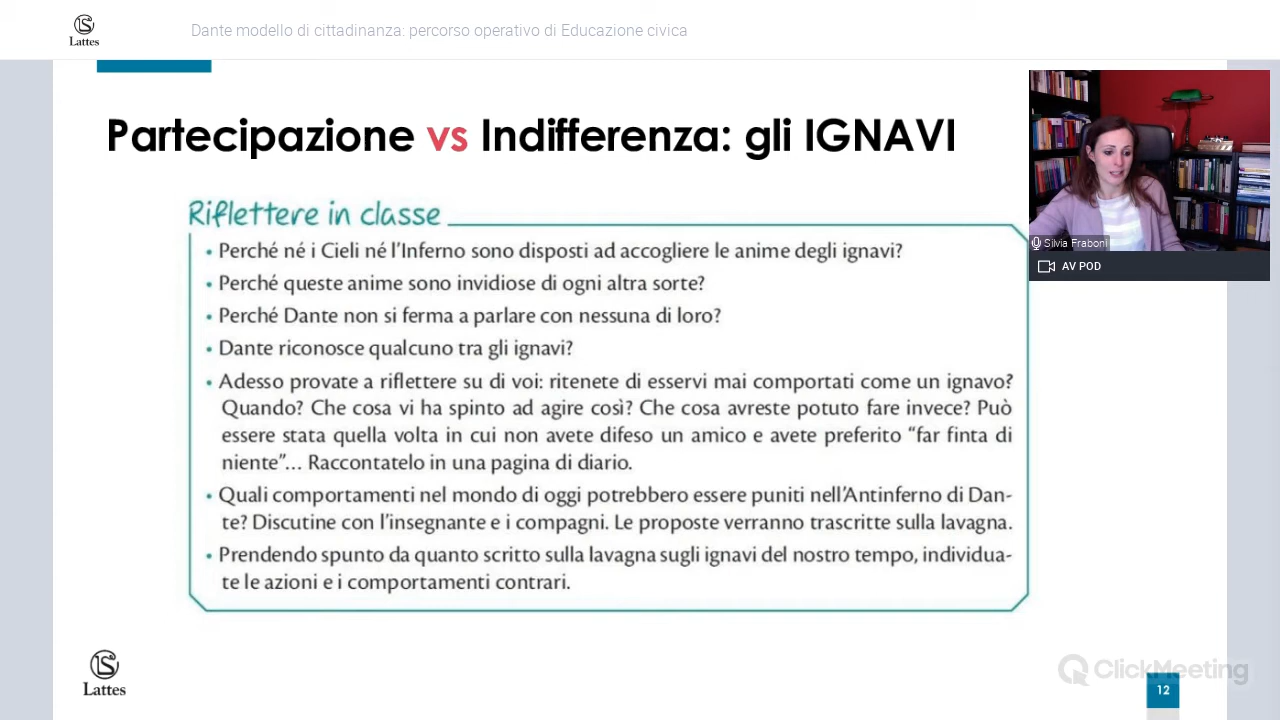 Lattes
Dante modello di cittadinanza: percorso operativo di Educazione civica
Partecipazione vs Indifferenza: gli IGNAVI
Silvia Fraboni
AV POD
Riflettere in classe
• Perché né i Cieli né l'Inferno sono disposti ad accogliere le anime degli ignavi?
• Perché queste anime sono invidiose di ogni altra sorte?
• Perché Dante non si ferma a parlare con nessuna di loro?
• Dante riconosce qualcuno tra gli ignavi?
• Adesso provate a riflettere su di voi: ritenete di esservi mai comportati come un ignavo?
Quando? Che cosa vi ha spinto ad agire così? Che cosa avreste potuto fare invece? Può
essere stata quella volta in cui non avete difeso un amico e avete preferito “far finta di
niente”... Raccontatelo in una pagina di diario.
• Quali comportamenti nel mondo di oggi potrebbero essere puniti nell'Antinferno di Dan-
te? Discutine con l'insegnante e i compagni. Le proposte verranno trascritte sulla lavagna.
• Prendendo spunto da quanto scritto sulla lavagna sugli ignavi del nostro tempo, individua-
te le azioni e i comportamenti contrari.
Lattes
ClickMeeting
12